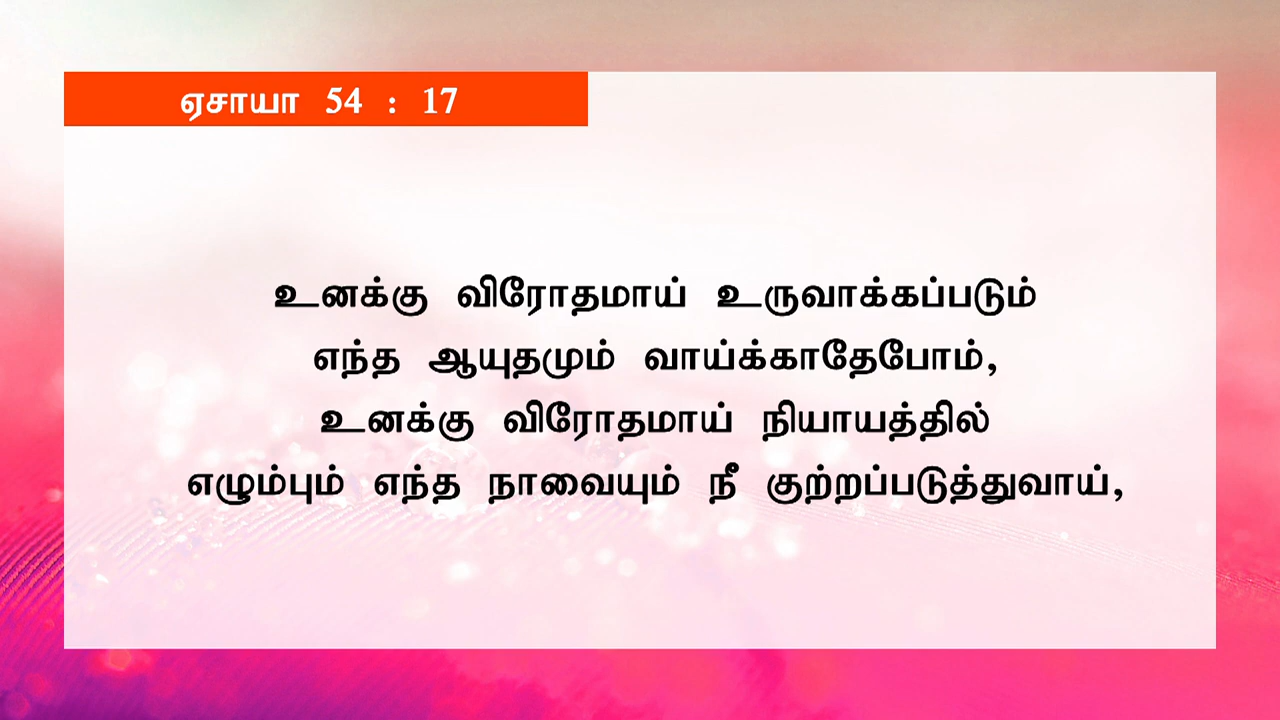 ஏசாயா 54 : 17
உனக்கு விரோதமாய் உருவாக்கப்படும்
எந்த ஆயுதமும் வாய்க்காதேபோம்,
உனக்கு விரோதமாய் நியாயத்தில்
எழும்பும் எந்த நாவையும் நீ குற்றப்படுத்துவாய்,